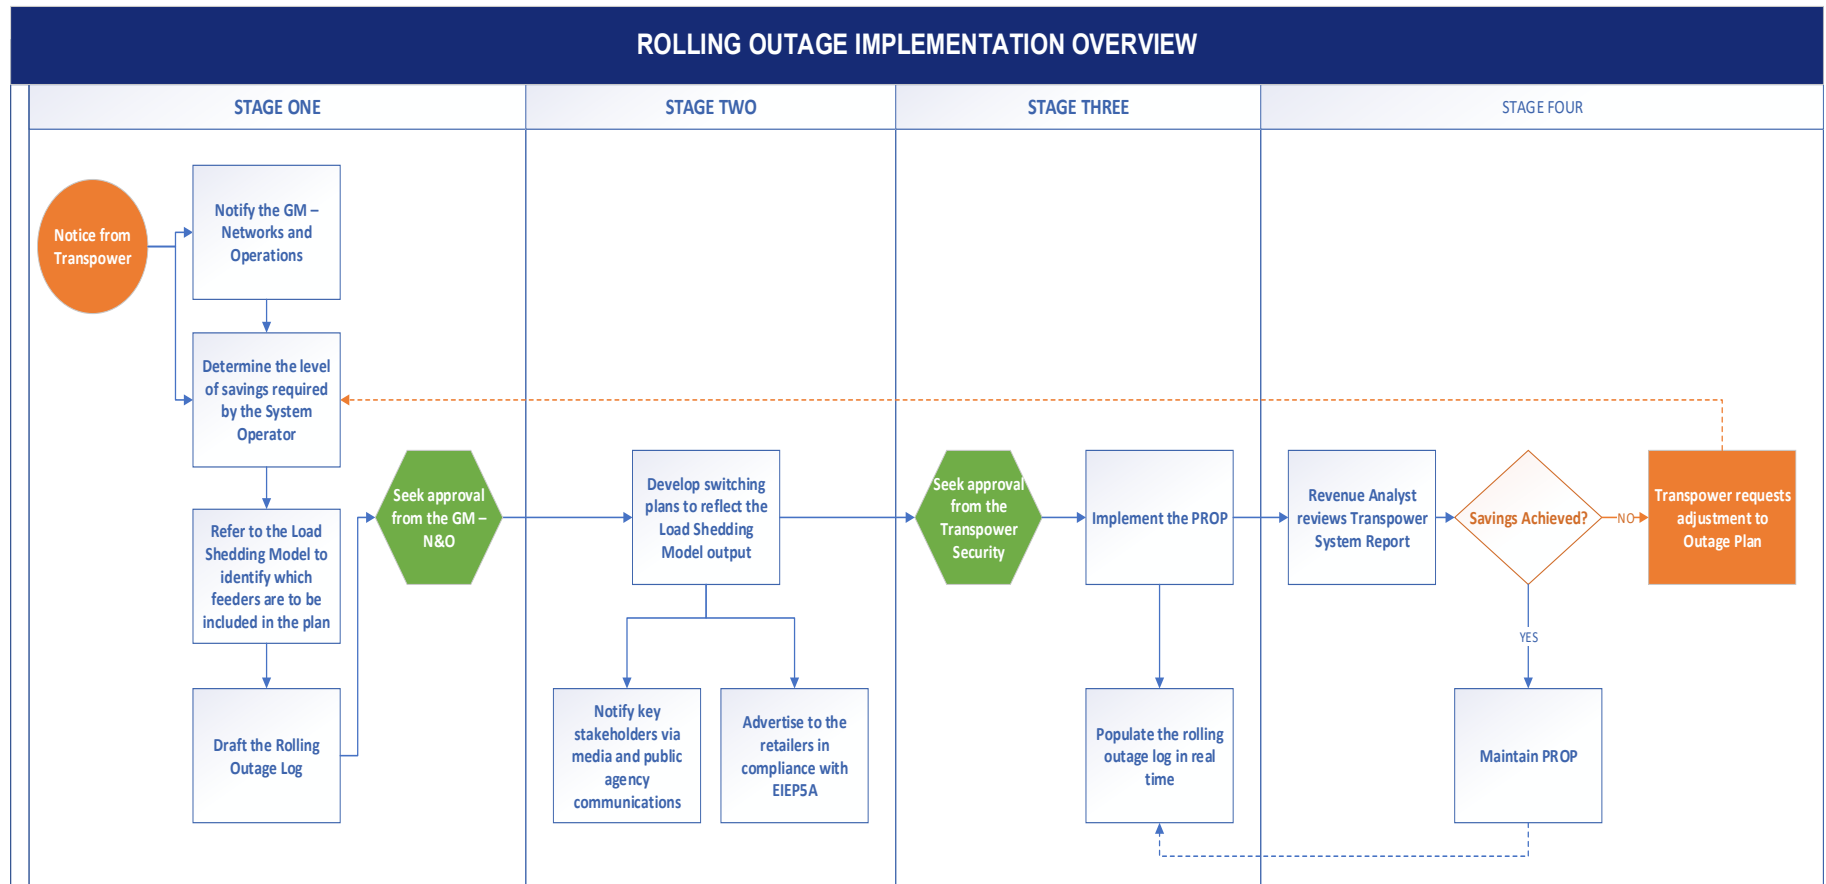 ROLLING OUTAGE IMPLEMENTATION OVERVIEW
STAGE ONE
STAGE TWO
STAGE THREE
STAGE FOUR
Notice from
Transpower
Notify the GM –
Networks and
Operations
Determine the level
of savings required
by the System
Operator
Refer to the Load
Shedding Model to
identify which
feeders are to be
included in the plan
Draft the Rolling
Outage Log
Seek approval
from the GM –
N&O
Develop switching
plans to reflect the
Load Shedding
Model output
Notify key
stakeholders via
media and public
agency
communications
Advertise to the
retailers in
compliance with
EIEP5A
Seek approval
from the
Transpower
Security
Implement the PROP
Populate the rolling
outage log in real
time
Revenue Analyst
reviews Transpower
System Report
Savings Achieved?
NO
Transpower requests
adjustment to
Outage Plan
YES
Maintain PROP